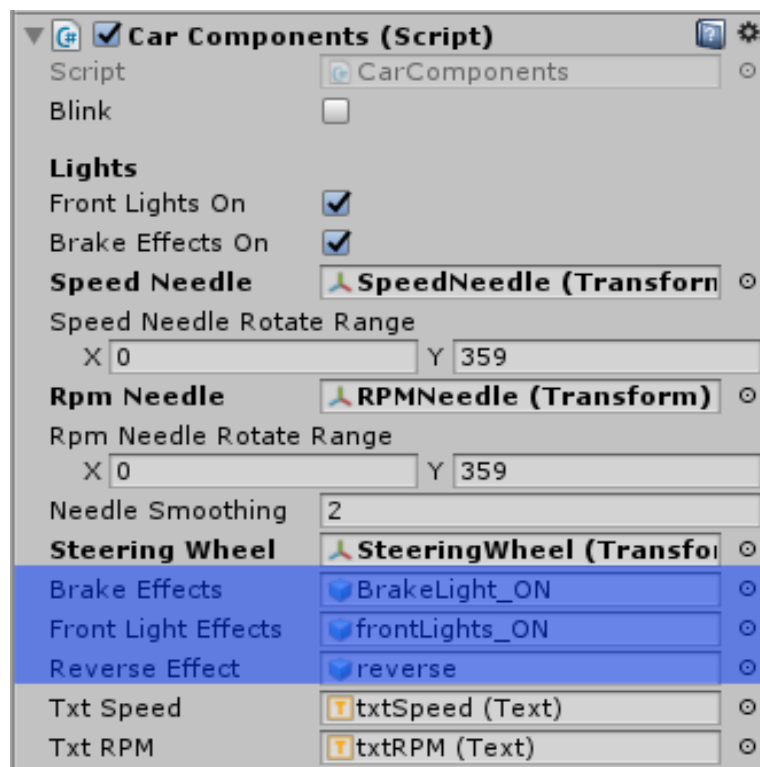 Car Components (Script)
Script CarComponents
Blink
Lights
Front Lights On
Brake Effects On
Speed Needle SpeedNeedle (Transforn
Speed Needle Rotate Range
X 0 Y 359
Rpm Needle RPMNeedle (Transform)
Rpm Needle Rotate Range
X 0 Y 359
Needle Smoothing 2
Steering Wheel SteeringWheel (Transfo
Brake Effects BrakeLight_ON
Front Light Effects frontLights_ON
Reverse Effect reverse
Txt Speed txtSpeed (Text)
Txt RPM txtRPM (Text)